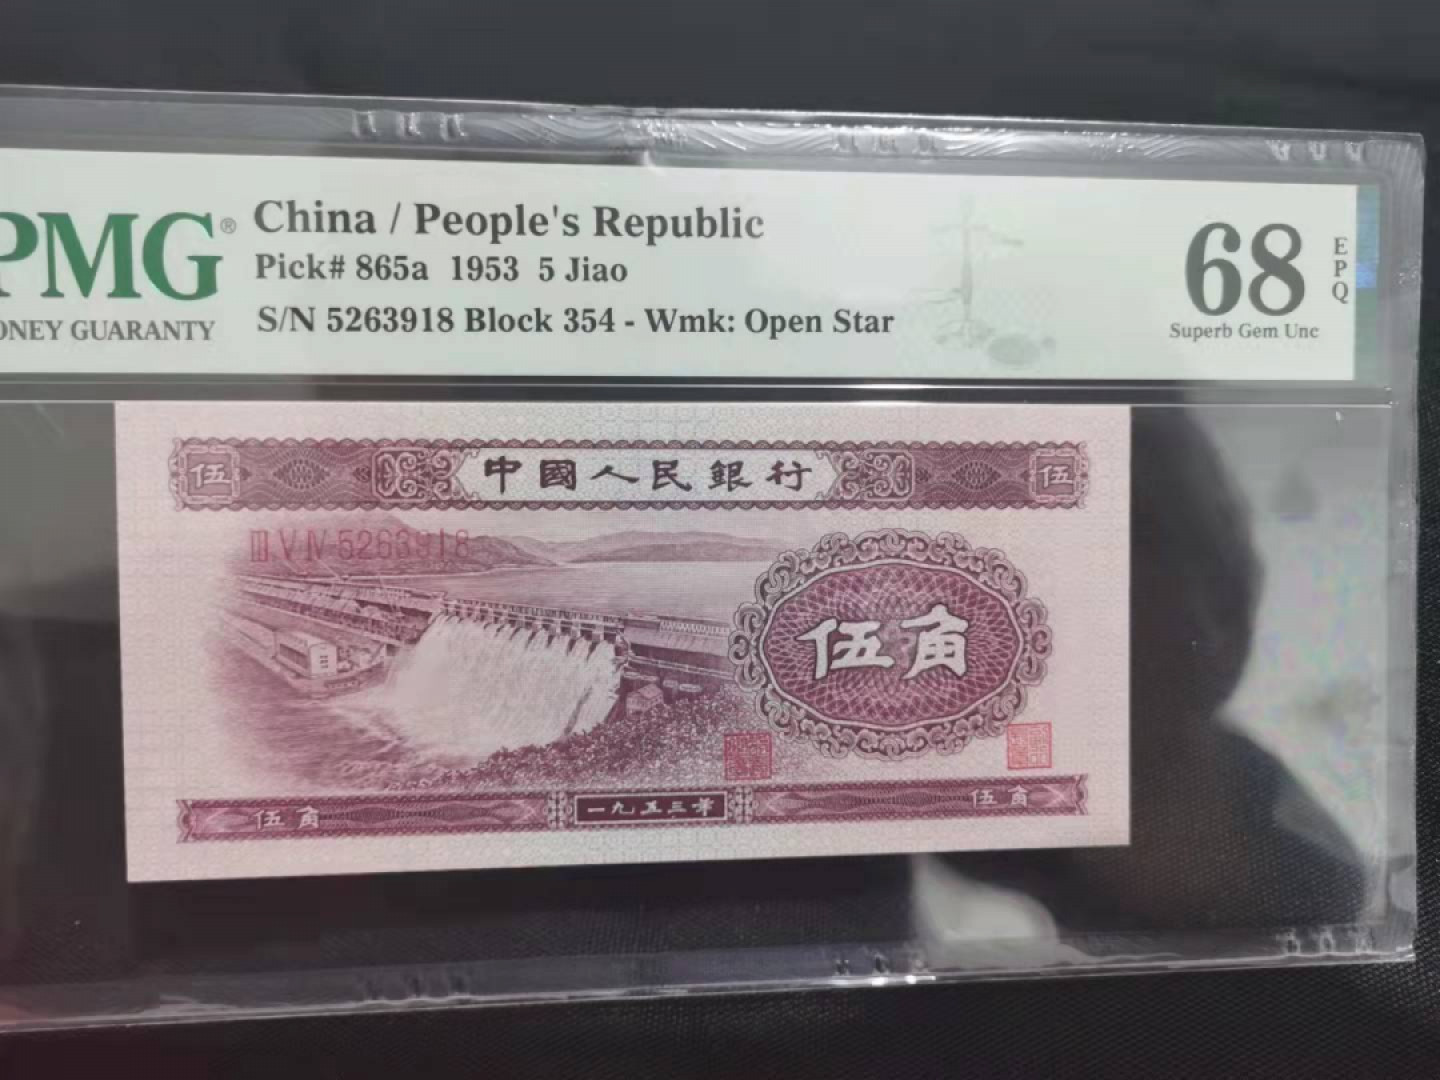 PMG®
China / People's Republic
Pick# 865a 1953 5 Jiao
S/N 5263918 Block 354 - Wmk: Open Star
68
EPQ
Superb Gem Unc
GUARANTY
伍
中國人民銀行
伍
III V IV 5263918
伍角
伍角
一九五三年
伍角